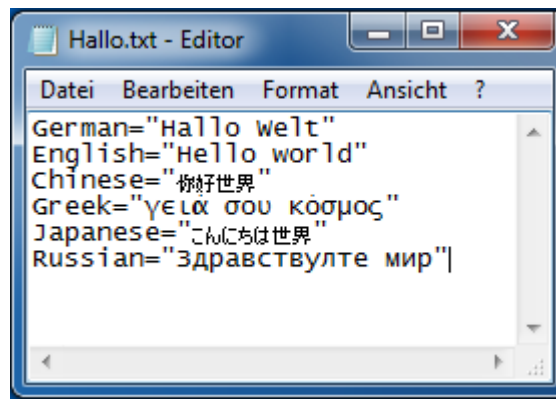 Hallo.txt - Editor
Datei Bearbeiten Format Ansicht ?
German="Hallo Welt"
English="Hello world"
Chinese="你好世界"
Greek="γειά σου κόσμος"
Japanese="こんにちは世界"
Russian="Здравствулте мир"